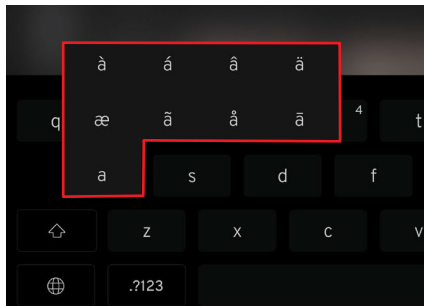 à á â ä
q æ ã å ā 4 t
a s d f
z x c v
.?123